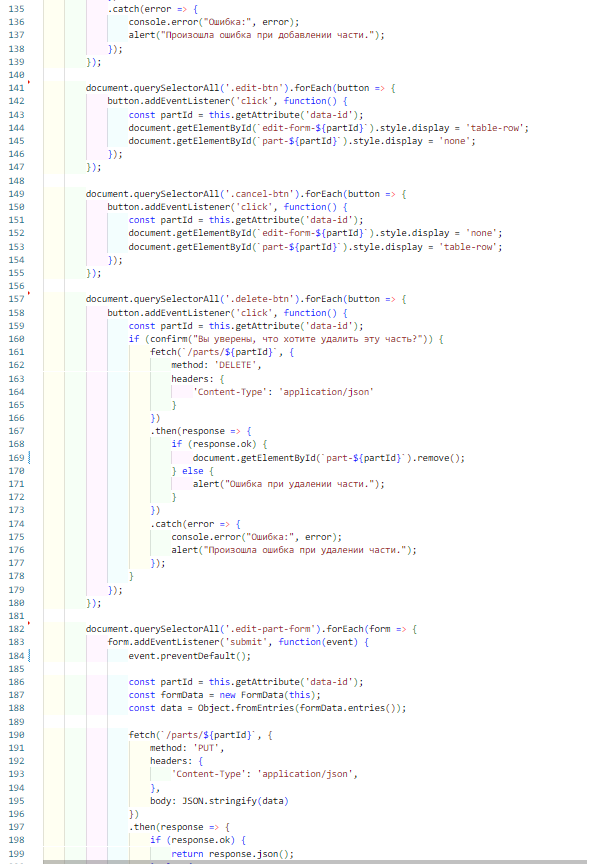 135 .catch(error => {
136 console.error("Ошибка:", error);
137 alert("Произошла ошибка при добавлении части.");
138 });
139 });
140
141 document.querySelectorAll('.edit-btn').forEach(button => {
142 button.addEventListener('click', function() {
143 const partId = this.getAttribute('data-id');
144 document.getElementById(`edit-form-${partId}`).style.display = 'table-row';
145 document.getElementById(`part-${partId}`).style.display = 'none';
146 });
147 });
148
149 document.querySelectorAll('.cancel-btn').forEach(button => {
150 button.addEventListener('click', function() {
151 const partId = this.getAttribute('data-id');
152 document.getElementById(`edit-form-${partId}`).style.display = 'none';
153 document.getElementById(`part-${partId}`).style.display = 'table-row';
154 });
155 });
156
157 document.querySelectorAll('.delete-btn').forEach(button => {
158 button.addEventListener('click', function() {
159 const partId = this.getAttribute('data-id');
160 if (confirm("Вы уверены, что хотите удалить эту часть?")) {
161 fetch(`/parts/${partId}`, {
162 method: 'DELETE',
163 headers: {
164 'Content-Type': 'application/json'
165 }
166 })
167 .then(response => {
168 if (response.ok) {
169 document.getElementById(`part-${partId}`).remove();
170 } else {
171 alert("Ошибка при удалении части.");
172 }
173 })
174 .catch(error => {
175 console.error("Ошибка:", error);
176 alert("Произошла ошибка при удалении части.");
177 });
178 }
179 });
180 });
181
182 document.querySelectorAll('.edit-part-form').forEach(form => {
183 form.addEventListener('submit', function(event) {
184 event.preventDefault();
185
186 const partId = this.getAttribute('data-id');
187 const formData = new FormData(this);
188 const data = Object.fromEntries(formData.entries());
189
190 fetch(`/parts/${partId}`, {
191 method: 'PUT',
192 headers: {
193 'Content-Type': 'application/json',
194 },
195 body: JSON.stringify(data)
196 })
197 .then(response => {
198 if (response.ok) {
199 return response.json();